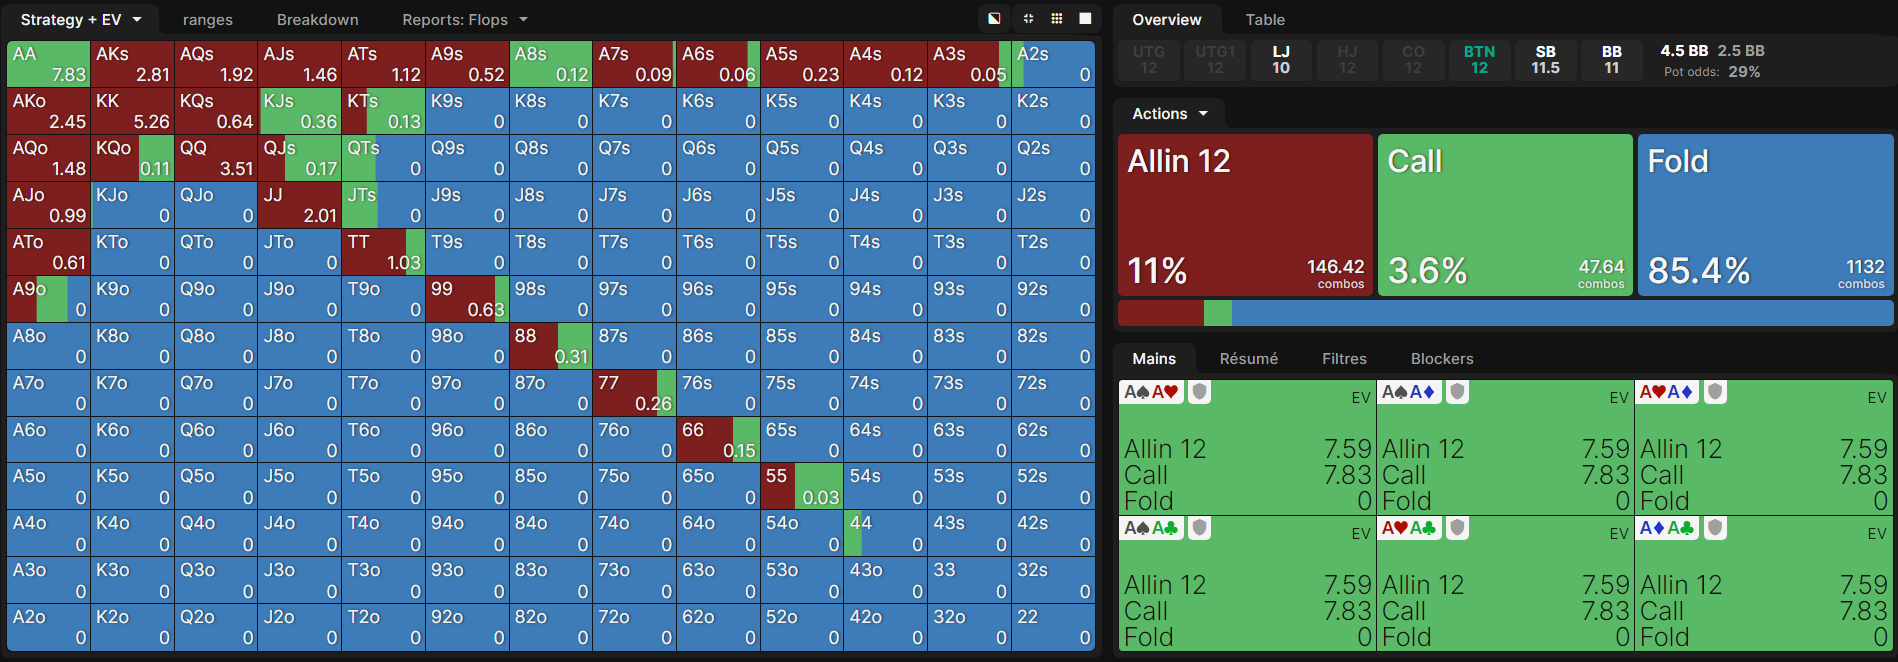 Strategy + EV ranges Breakdown Reports: Flops
AA AKs AQs AJs ATs A9s A8s A7s A6s A5s A4s A3s A2s
7.83 2.81 1.92 1.46 1.12 0.52 0.12 0.09 0.06 0.23 0.12 0.05 0
AKo KK KQs KJs KTs K9s K8s K7s K6s K5s K4s K3s K2s
2.45 5.26 0.64 0.36 0.13 0 0 0 0 0 0 0 0
AQo KQo QQ QJs QTs Q9s Q8s Q7s Q6s Q5s Q4s Q3s Q2s
1.48 0.11 3.51 0.17 0 0 0 0 0 0 0 0 0
AJo KJo QJo JJ JTs J9s J8s J7s J6s J5s J4s J3s J2s
0.99 0 0 2.01 0 0 0 0 0 0 0 0 0
ATo KTo QTo JTo TT T9s T8s T7s T6s T5s T4s T3s T2s
0.61 0 0 0 1.03 0 0 0 0 0 0 0 0
A9o K9o Q9o J9o T9o 99 98s 97s 96s 95s 94s 93s 92s
0 0 0 0 0 0.63 0 0 0 0 0 0 0
A8o K8o Q8o J8o T8o 98o 88 87s 86s 85s 84s 83s 82s
0 0 0 0 0 0 0.31 0 0 0 0 0 0
A7o K7o Q7o J7o T7o 97o 87o 77 76s 75s 74s 73s 72s
0 0 0 0 0 0 0 0.26 0 0 0 0 0
A6o K6o Q6o J6o T6o 96o 86o 76o 66 65s 64s 63s 62s
0 0 0 0 0 0 0 0 0.15 0 0 0 0
A5o K5o Q5o J5o T5o 95o 85o 75o 65o 55 54s 53s 52s
0 0 0 0 0 0 0 0 0 0.03 0 0 0
A4o K4o Q4o J4o T4o 94o 84o 74o 64o 54o 44 43s 42s
0 0 0 0 0 0 0 0 0 0 0 0 0
A3o K3o Q3o J3o T3o 93o 83o 73o 63o 53o 43o 33 32s
0 0 0 0 0 0 0 0 0 0 0 0 0
A2o K2o Q2o J2o T2o 92o 82o 72o 62o 52o 42o 32o 22
0 0 0 0 0 0 0 0 0 0 0 0 0
Overview Table
UTG UTG1 LJ HJ CO BTN SB BB 4.5 BB 2.5 BB
12 12 10 12 12 12 11.5 11 Pot odds: 29%
Actions
Allin 12 Call Fold
11% 146.42 combos 3.6% 47.64 combos 85.4% 1132 combos
Mains Résumé Filtres Blockers
A♠A♥ EV A♠A♦ EV A♥A♦ EV
Allin 12 7.59 Allin 12 7.59 Allin 12 7.59
Call 7.83 Call 7.83 Call 7.83
Fold 0 Fold 0 Fold 0
A♠A♣ EV A♥A♣ EV A♦A♣ EV
Allin 12 7.59 Allin 12 7.59 Allin 12 7.59
Call 7.83 Call 7.83 Call 7.83
Fold 0 Fold 0 Fold 0